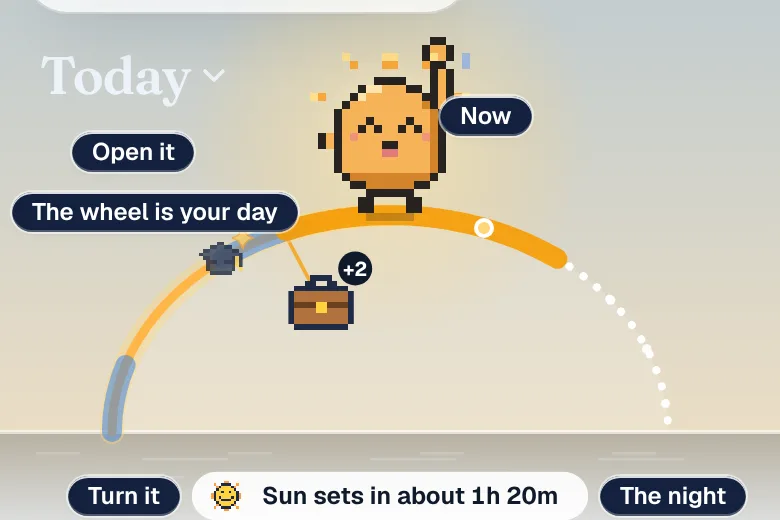 Today
Now
Open it
The wheel is your day
+2
Turn it
Sun sets in about 1h 20m
The night